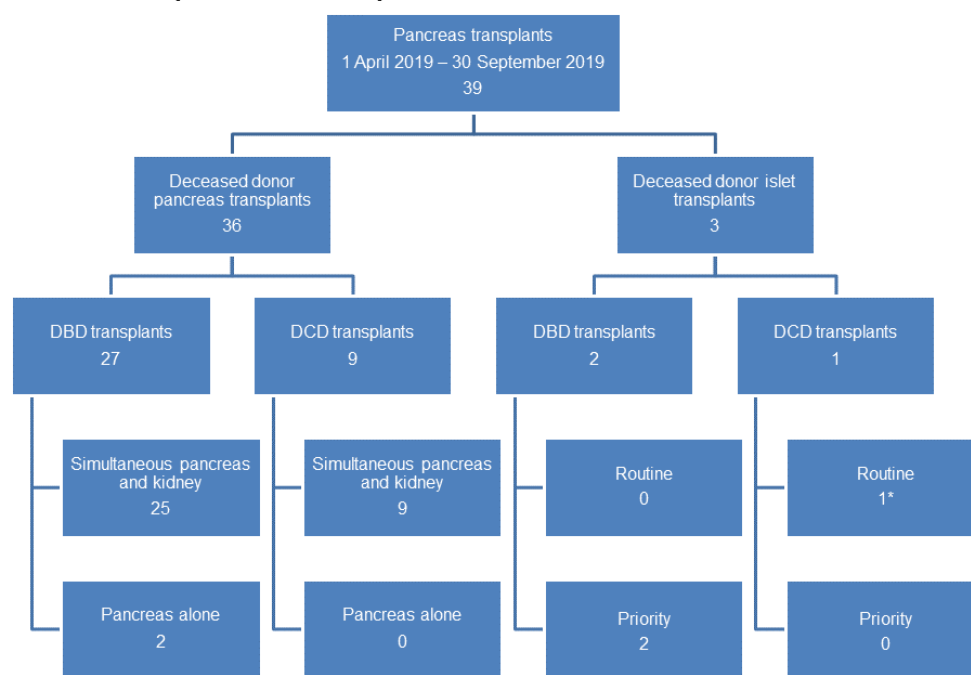 Pancreas transplants
1 April 2019 – 30 September 2019
39
Deceased donor
pancreas transplants
36
Deceased donor islet
transplants
3
DBD transplants
27
DCD transplants
9
DBD transplants
2
DCD transplants
1
Simultaneous pancreas
and kidney
25
Simultaneous pancreas
and kidney
9
Routine
0
Routine
1*
Pancreas alone
2
Pancreas alone
0
Priority
2
Priority
0